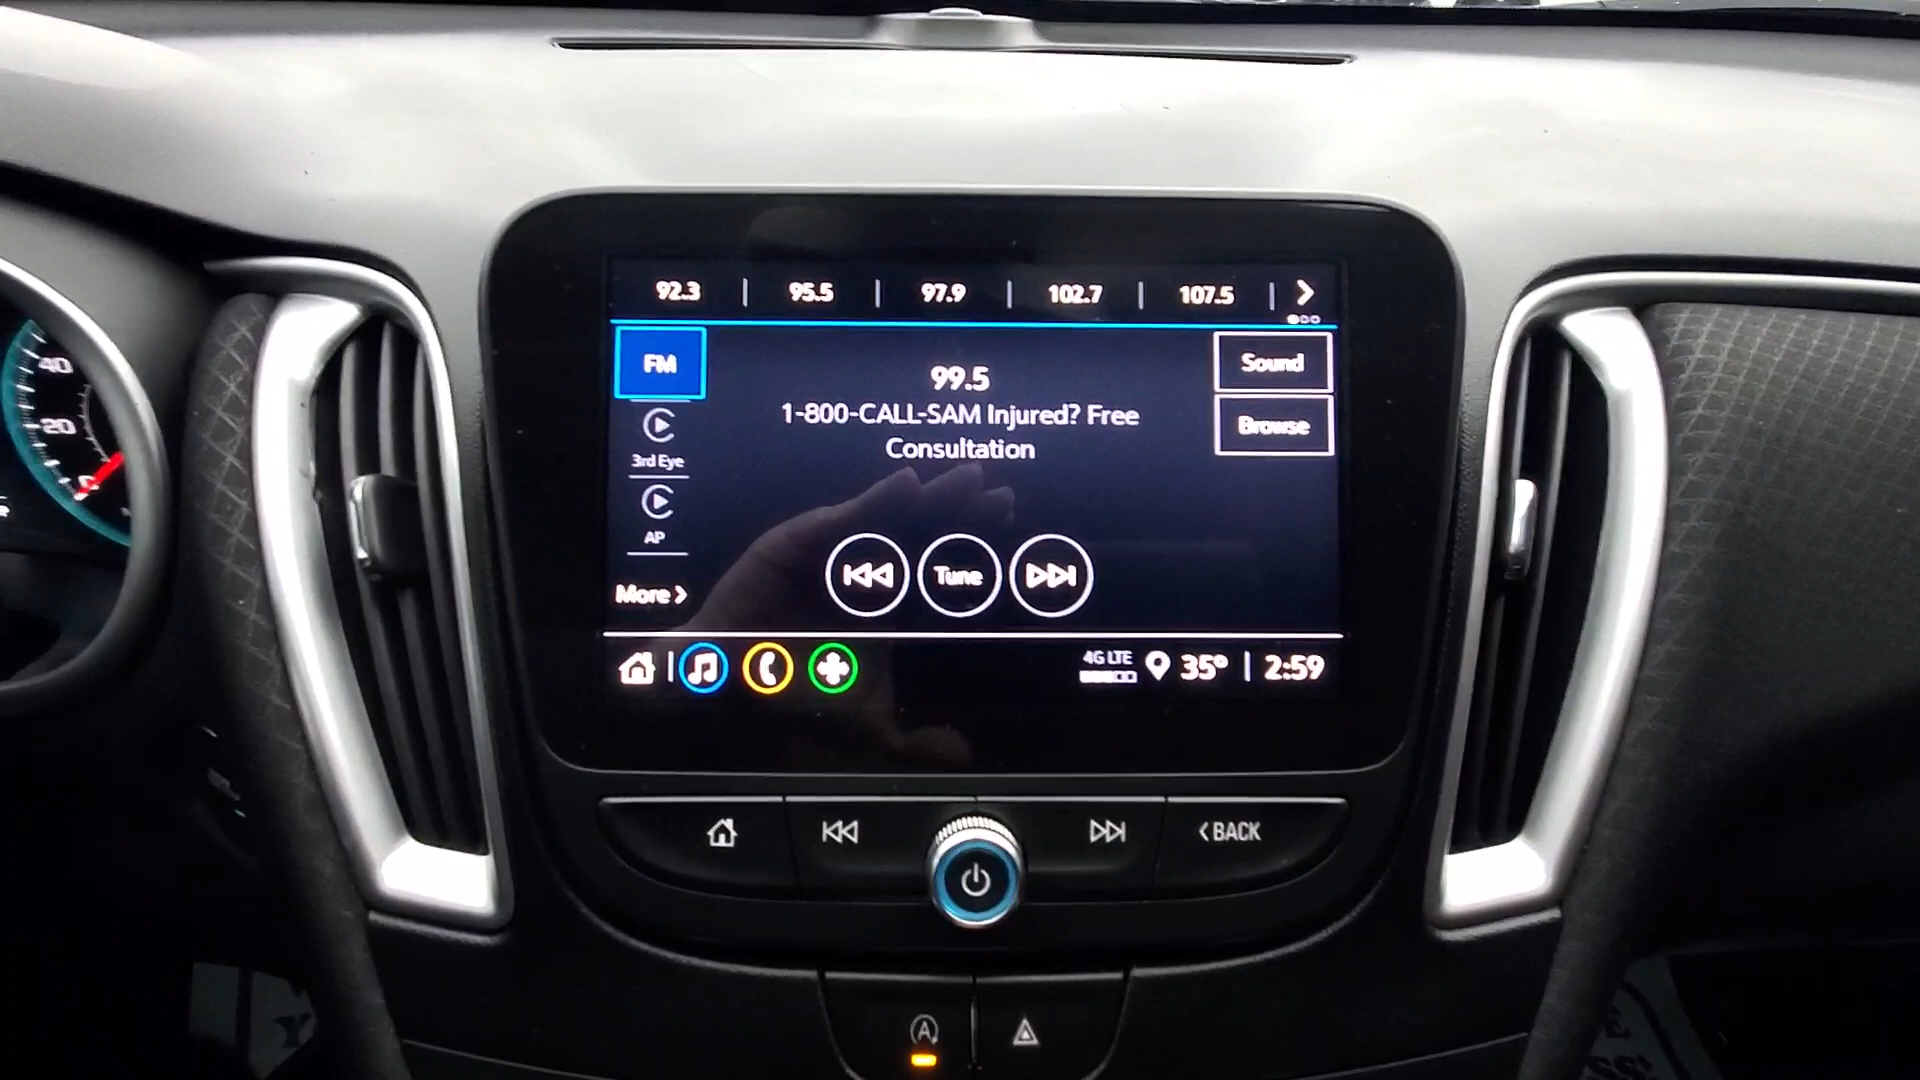 92.3 | 95.5 | 97.9 | 102.7 | 107.5 |
FM
99.5
Sound
1-800-CALL-SAM Injured? Free
Consultation
Browse
3rd Eye
AP
Tune
More
4G LTE
35° | 2:59
40
20
BACK
A